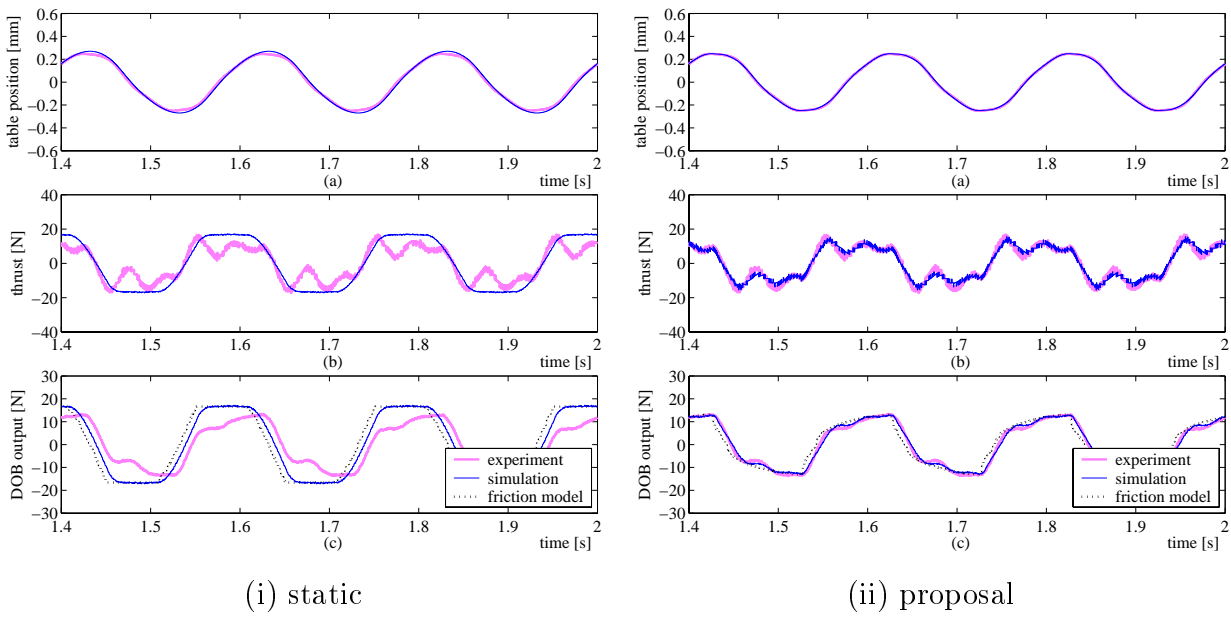 table position [mm]
0.6
0.4
0.2
0
−0.2
−0.4
−0.6
1.4 1.5 1.6 1.7 1.8 1.9 2
(a) time [s]
thrust [N]
40
20
0
−20
−40
1.4 1.5 1.6 1.7 1.8 1.9 2
(b) time [s]
DOB output [N]
30
20
10
0
−10
−20
−30
experiment
simulation
friction model
1.4 1.5 1.6 1.7 1.8 1.9 2
(c) time [s]
(i) static
table position [mm]
0.6
0.4
0.2
0
−0.2
−0.4
−0.6
1.4 1.5 1.6 1.7 1.8 1.9 2
(a) time [s]
thrust [N]
40
20
0
−20
−40
1.4 1.5 1.6 1.7 1.8 1.9 2
(b) time [s]
DOB output [N]
30
20
10
0
−10
−20
−30
experiment
simulation
friction model
1.4 1.5 1.6 1.7 1.8 1.9 2
(c) time [s]
(ii) proposal